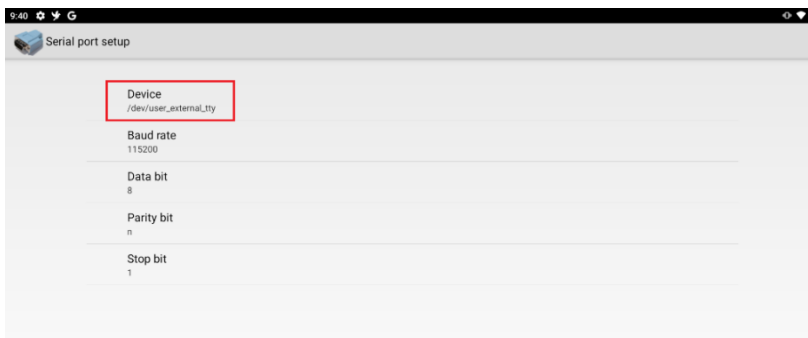 9:40 G
Serial port setup
Device
/dev/user_external_tty
Baud rate
115200
Data bit
8
Parity bit
n
Stop bit
1